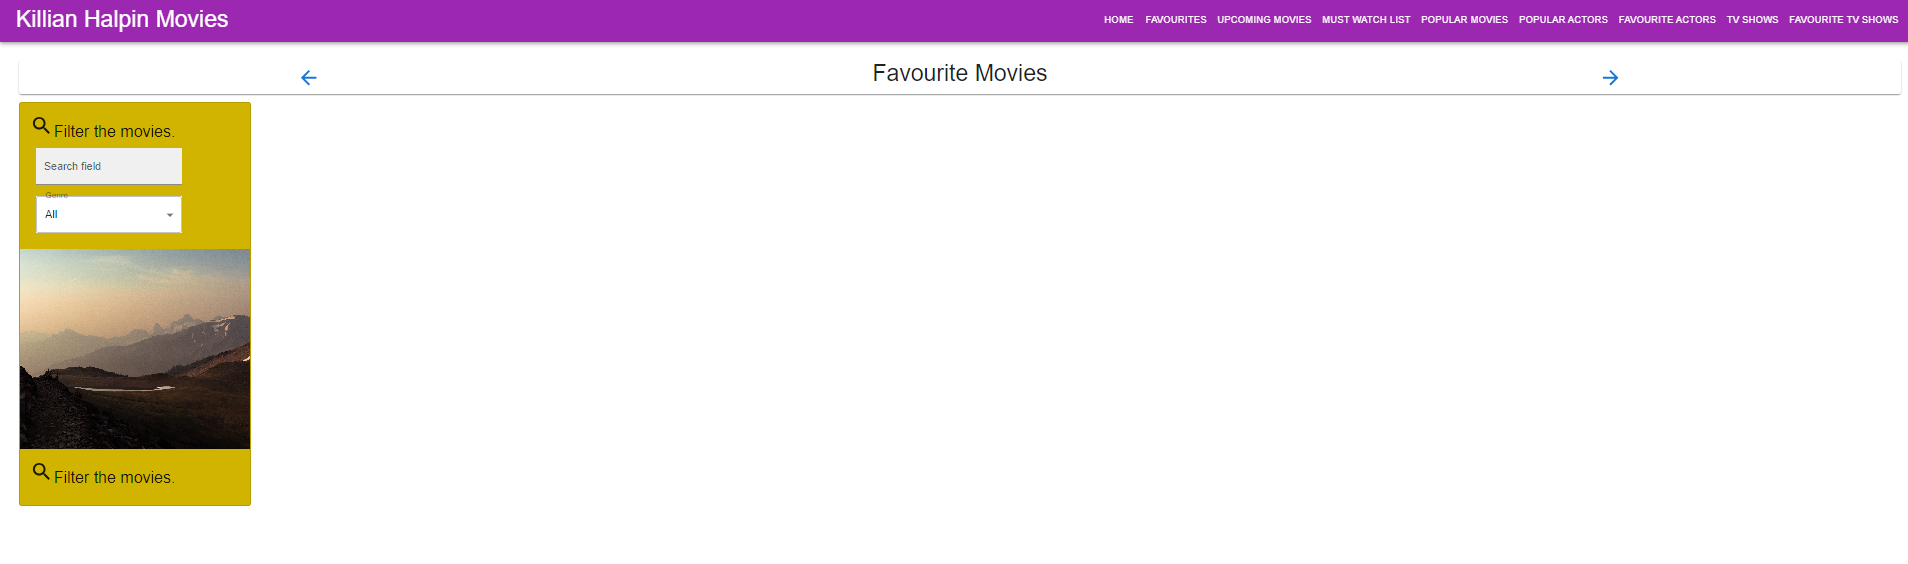 Killian Halpin Movies
HOME FAVOURITES UPCOMING MOVIES MUST WATCH LIST POPULAR MOVIES POPULAR ACTORS FAVOURITE ACTORS TV SHOWS FAVOURITE TV SHOWS
Favourite Movies
Filter the movies.
Search field
Genre
All
Filter the movies.